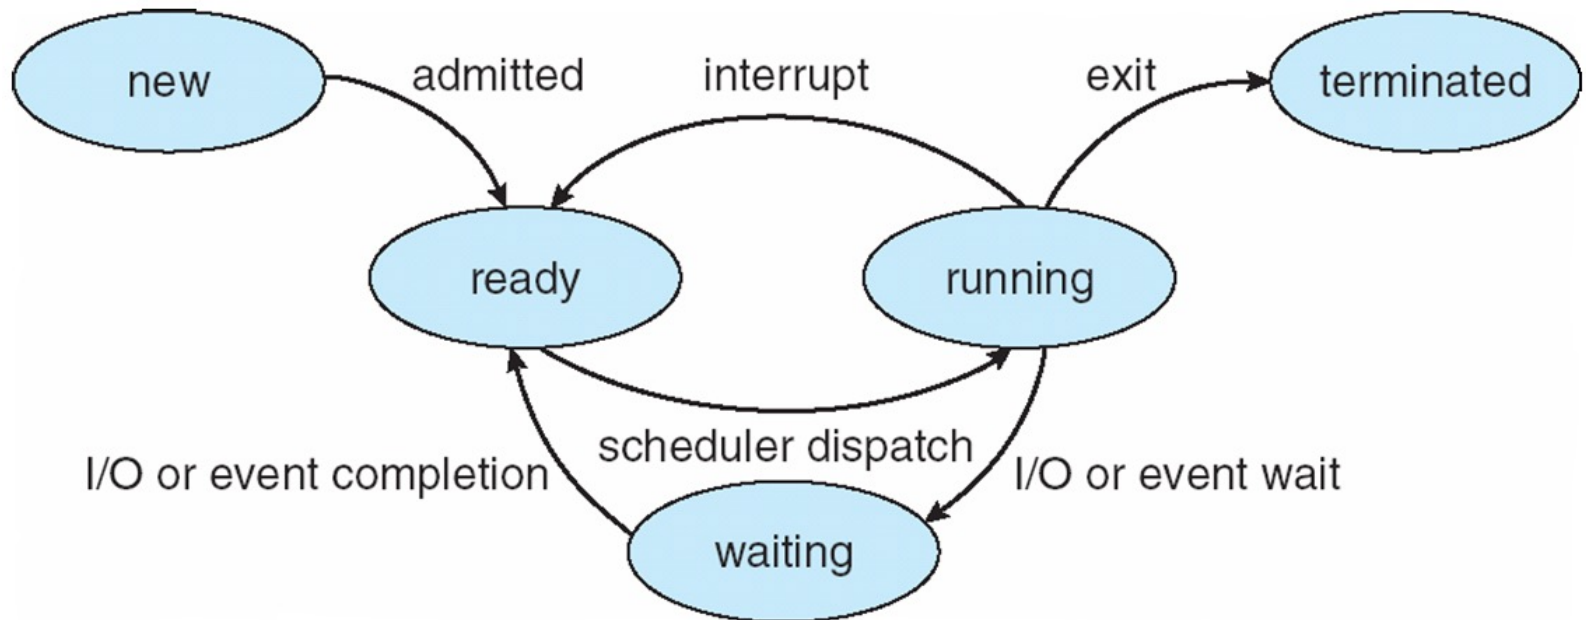 new
admitted
interrupt
exit
terminated
ready
running
scheduler dispatch
I/O or event completion
I/O or event wait
waiting